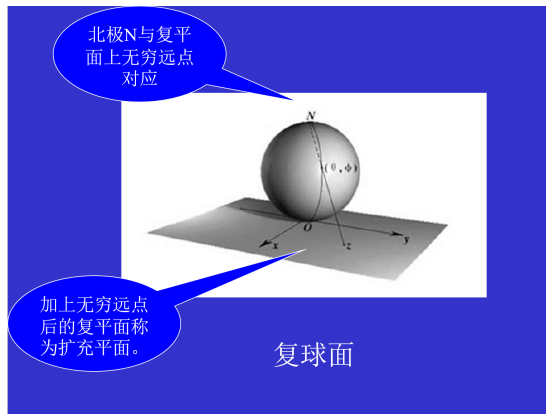 北极N与复平
面上无穷远点
对应
N
(θ,Φ)
O
x
z
y
加上无穷远点
后的复平面称
为扩充平面。
复球面